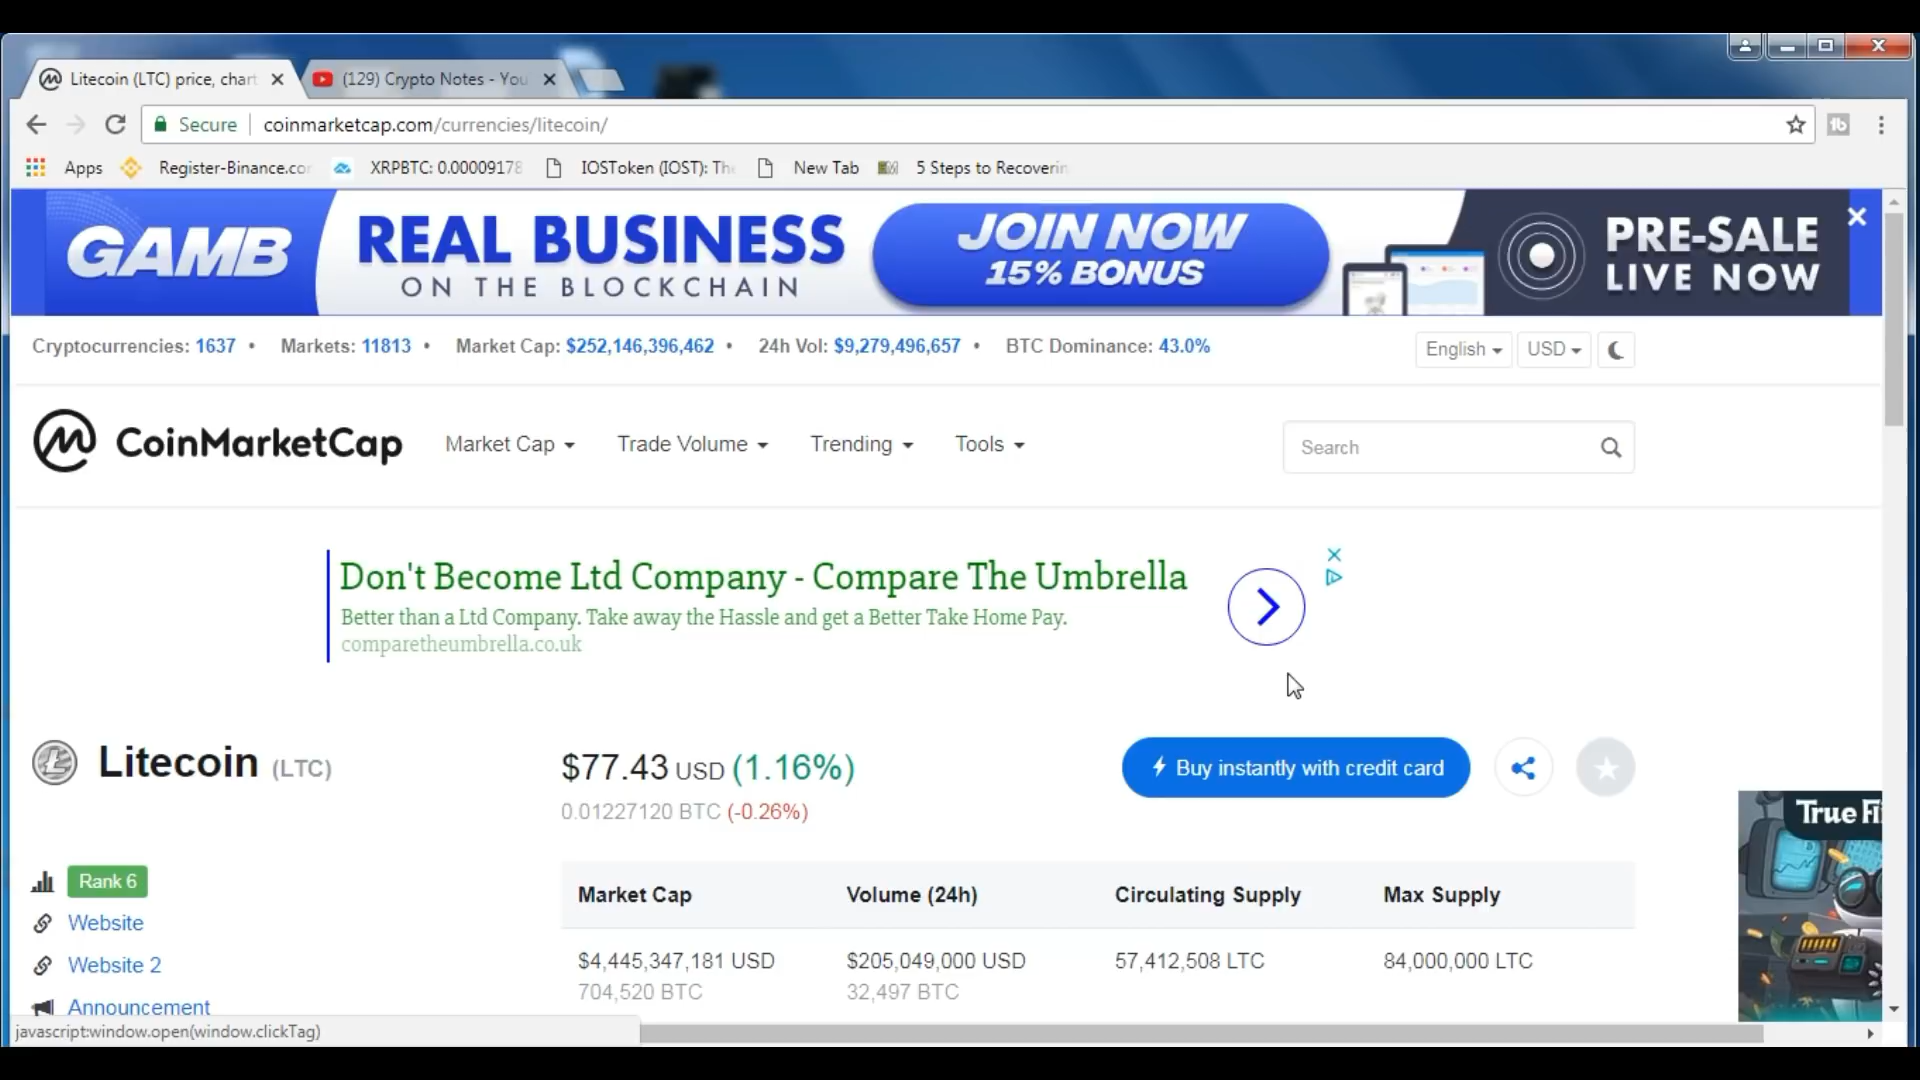 Litecoin (LTC) price, chart
(129) Crypto Notes - You
Secure
coinmarketcap.com/currencies/litecoin/
Apps
Register-Binance.com
XRPBTC: 0.00009178
IOSToken (IOST): The
New Tab
5 Steps to Recoverin
GAMB
REAL BUSINESS
ON THE BLOCKCHAIN
JOIN NOW
15% BONUS
PRE-SALE
LIVE NOW
Cryptocurrencies: 1637 • Markets: 11813 • Market Cap: $252,146,396,462 • 24h Vol: $9,279,496,657 • BTC Dominance: 43.0%
English
USD
CoinMarketCap
Market Cap
Trade Volume
Trending
Tools
Search
Don't Become Ltd Company - Compare The Umbrella
Better than a Ltd Company. Take away the Hassle and get a Better Take Home Pay.
comparetheumbrella.co.uk
Litecoin (LTC)
$77.43 USD (1.16%)
0.01227120 BTC (-0.26%)
Buy instantly with credit card
True Fl
Rank 6
Website
Website 2
Announcement
Market Cap Volume (24h) Circulating Supply Max Supply
$4,445,347,181 USD $205,049,000 USD 57,412,508 LTC 84,000,000 LTC
704,520 BTC 32,497 BTC
javascript:window.open(window.clickTag)